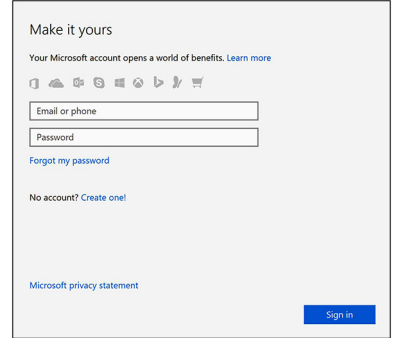 Make it yours
Your Microsoft account opens a world of benefits. Learn more
Email or phone
Password
Forgot my password
No account? Create one!
Microsoft privacy statement
Sign in